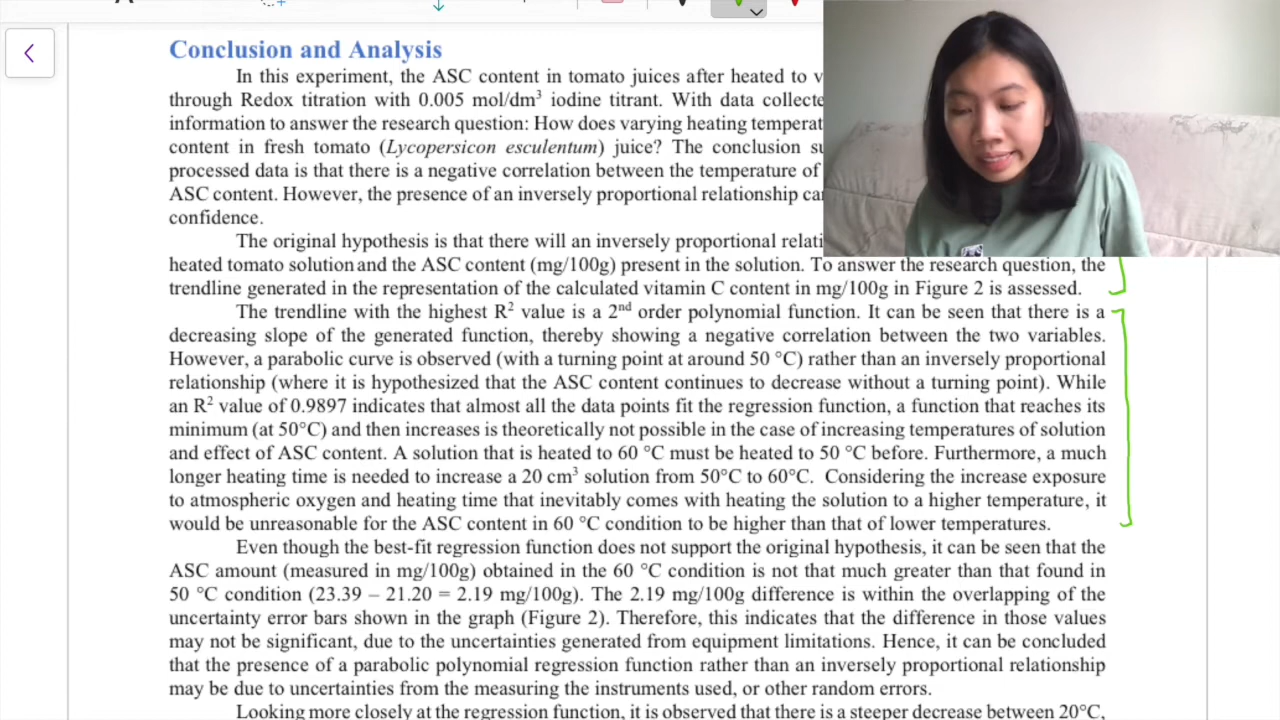 Conclusion and Analysis
In this experiment, the ASC content in tomato juices after heated to v
through Redox titration with 0.005 mol/dm³ iodine titrant. With data collecte
information to answer the research question: How does varying heating temperat
content in fresh tomato (Lycopersicon esculentum) juice? The conclusion su
processed data is that there is a negative correlation between the temperature of
ASC content. However, the presence of an inversely proportional relationship ca
confidence.
The original hypothesis is that there will an inversely proportional relati
heated tomato solution and the ASC content (mg/100g) present in the solution. To answer the research question, the
trendline generated in the representation of the calculated vitamin C content in mg/100g in Figure 2 is assessed.
The trendline with the highest R² value is a 2nd order polynomial function. It can be seen that there is a
decreasing slope of the generated function, thereby showing a negative correlation between the two variables.
However, a parabolic curve is observed (with a turning point at around 50 °C) rather than an inversely proportional
relationship (where it is hypothesized that the ASC content continues to decrease without a turning point). While
an R² value of 0.9897 indicates that almost all the data points fit the regression function, a function that reaches its
minimum (at 50°C) and then increases is theoretically not possible in the case of increasing temperatures of solution
and effect of ASC content. A solution that is heated to 60 °C must be heated to 50 °C before. Furthermore, a much
longer heating time is needed to increase a 20 cm³ solution from 50°C to 60°C. Considering the increase exposure
to atmospheric oxygen and heating time that inevitably comes with heating the solution to a higher temperature, it
would be unreasonable for the ASC content in 60 °C condition to be higher than that of lower temperatures.
Even though the best-fit regression function does not support the original hypothesis, it can be seen that the
ASC amount (measured in mg/100g) obtained in the 60 °C condition is not that much greater than that found in
50 °C condition (23.39 – 21.20 = 2.19 mg/100g). The 2.19 mg/100g difference is within the overlapping of the
uncertainty error bars shown in the graph (Figure 2). Therefore, this indicates that the difference in those values
may not be significant, due to the uncertainties generated from equipment limitations. Hence, it can be concluded
that the presence of a parabolic polynomial regression function rather than an inversely proportional relationship
may be due to uncertainties from the measuring the instruments used, or other random errors.
Looking more closely at the regression function, it is observed that there is a steeper decrease between 20°C,